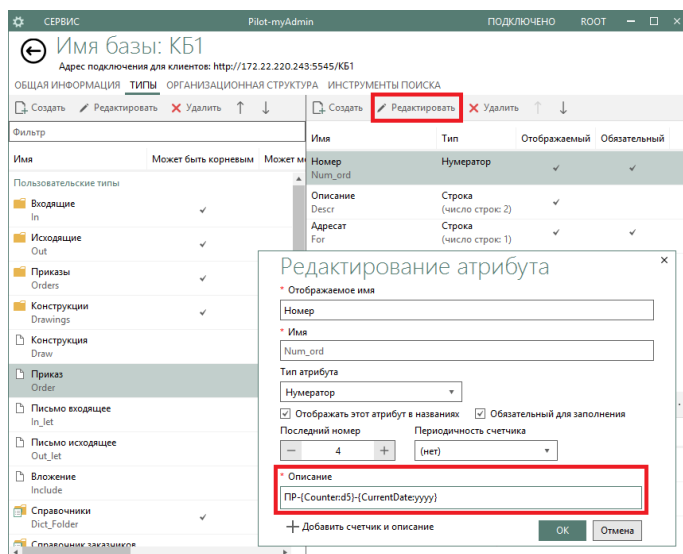 СЕРВИС Pilot-myAdmin ПОДКЛЮЧЕНО ROOT
Имя базы: КБ1
Адрес подключения для клиентов: http://172.22.220.243:5545/КБ1
ОБЩАЯ ИНФОРМАЦИЯ ТИПЫ ОРГАНИЗАЦИОННАЯ СТРУКТУРА ИНСТРУМЕНТЫ ПОИСКА
Создать Редактировать Удалить
Фильтр
Имя Может быть корневым Может м
Пользовательские типы
Входящие
In
Исходящие
Out
Приказы
Orders
Конструкции
Drawings
Конструкция
Draw
Приказ
Order
Письмо входящее
In_let
Письмо исходящее
Out_let
Вложение
Include
Справочники
Dict_Folder
Справочник заказчиков
Создать Редактировать Удалить
Имя Тип Отображаемый Обязательный
Номер Нумератор
Num_ord
Описание Строка
Descr (число строк: 2)
Адресат Строка
For (число строк: 1)
Редактирование атрибута
* Отображаемое имя
Номер
* Имя
Num_ord
Тип атрибута
Нумератор
Отображать этот атрибут в названиях Обязательный для заполнения
Последний номер Периодичность счетчика
4 (нет)
* Описание
ПР-{Counter:d5}-{CurrentDate:yyyy}
Добавить счетчик и описание
ОК Отмена